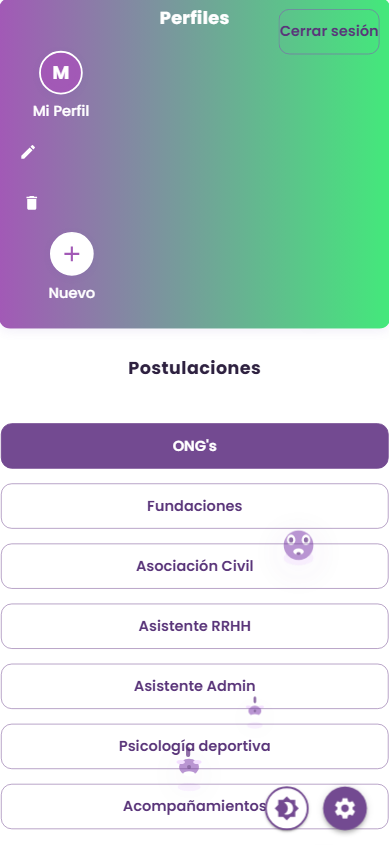 Perfiles
Cerrar sesión
M
Mi Perfil
Nuevo
Postulaciones
ONG's
Fundaciones
Asociación Civil
Asistente RRHH
Asistente Admin
Psicología deportiva
Acompañamientos